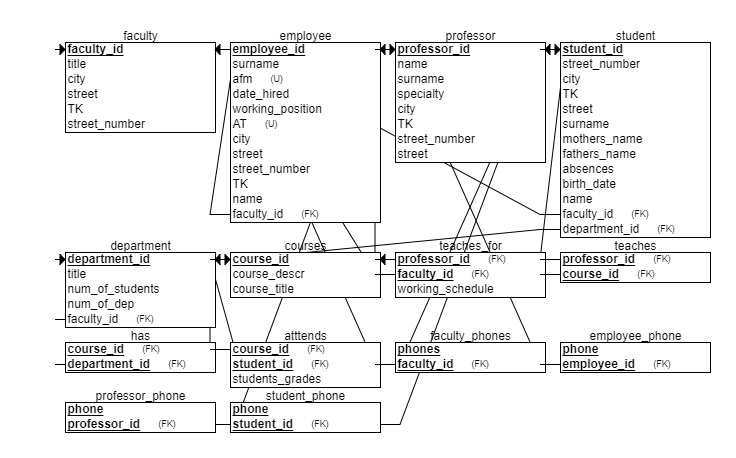 faculty
faculty_id
title
city
street
TK
street_number
employee
employee_id
surname
afm (U)
date_hired
working_position
AT (U)
city
street
street_number
TK
name
faculty_id (FK)
professor
professor_id
name
surname
specialty
city
TK
street_number
street
student
student_id
street_number
city
TK
street
surname
mothers_name
fathers_name
absences
birth_date
name
faculty_id (FK)
department_id (FK)
department
department_id
title
num_of_students
num_of_dep
faculty_id (FK)
courses
course_id
course_descr
course_title
teaches_for
professor_id (FK)
faculty_id (FK)
working_schedule
teaches
professor_id (FK)
course_id (FK)
has
course_id (FK)
department_id (FK)
atttends
course_id (FK)
student_id (FK)
students_grades
faculty_phones
phones
faculty_id (FK)
employee_phone
phone
employee_id (FK)
professor_phone
phone
professor_id (FK)
student_phone
phone
student_id (FK)